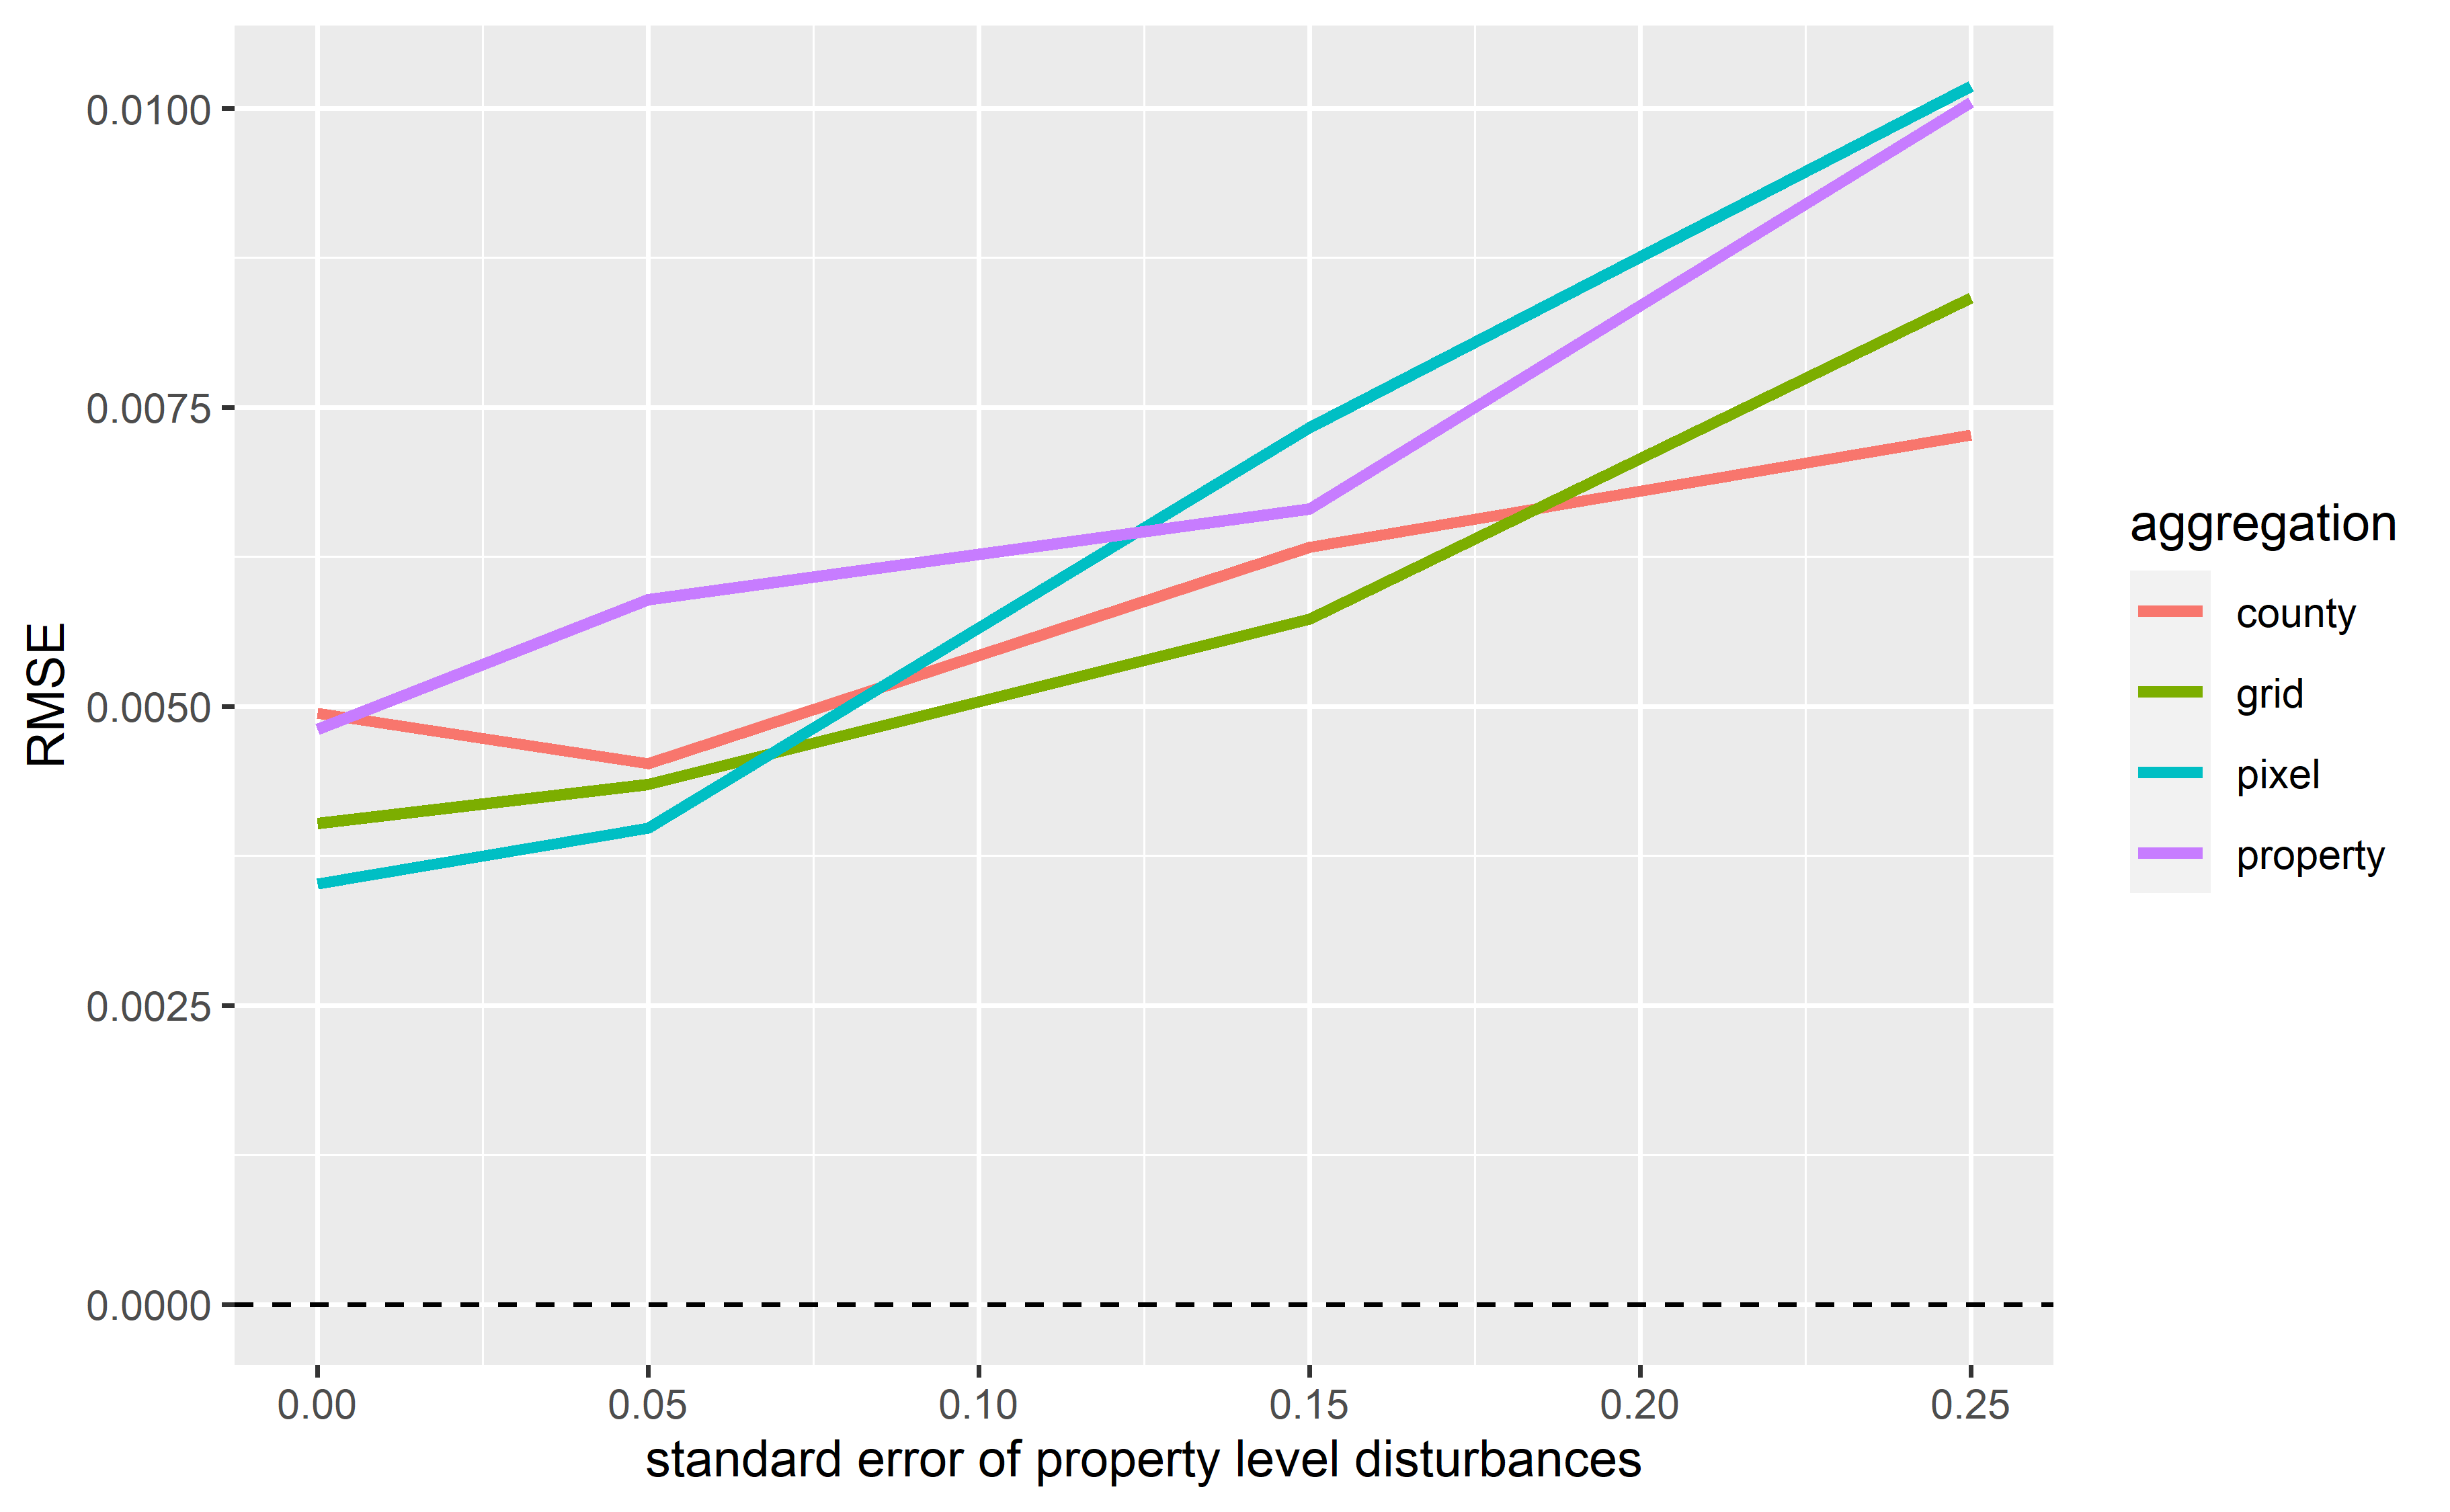 RMSE
0.0100
0.0075
0.0050
0.0025
0.0000
0.00 0.05 0.10 0.15 0.20 0.25
standard error of property level disturbances
aggregation
county
grid
pixel
property